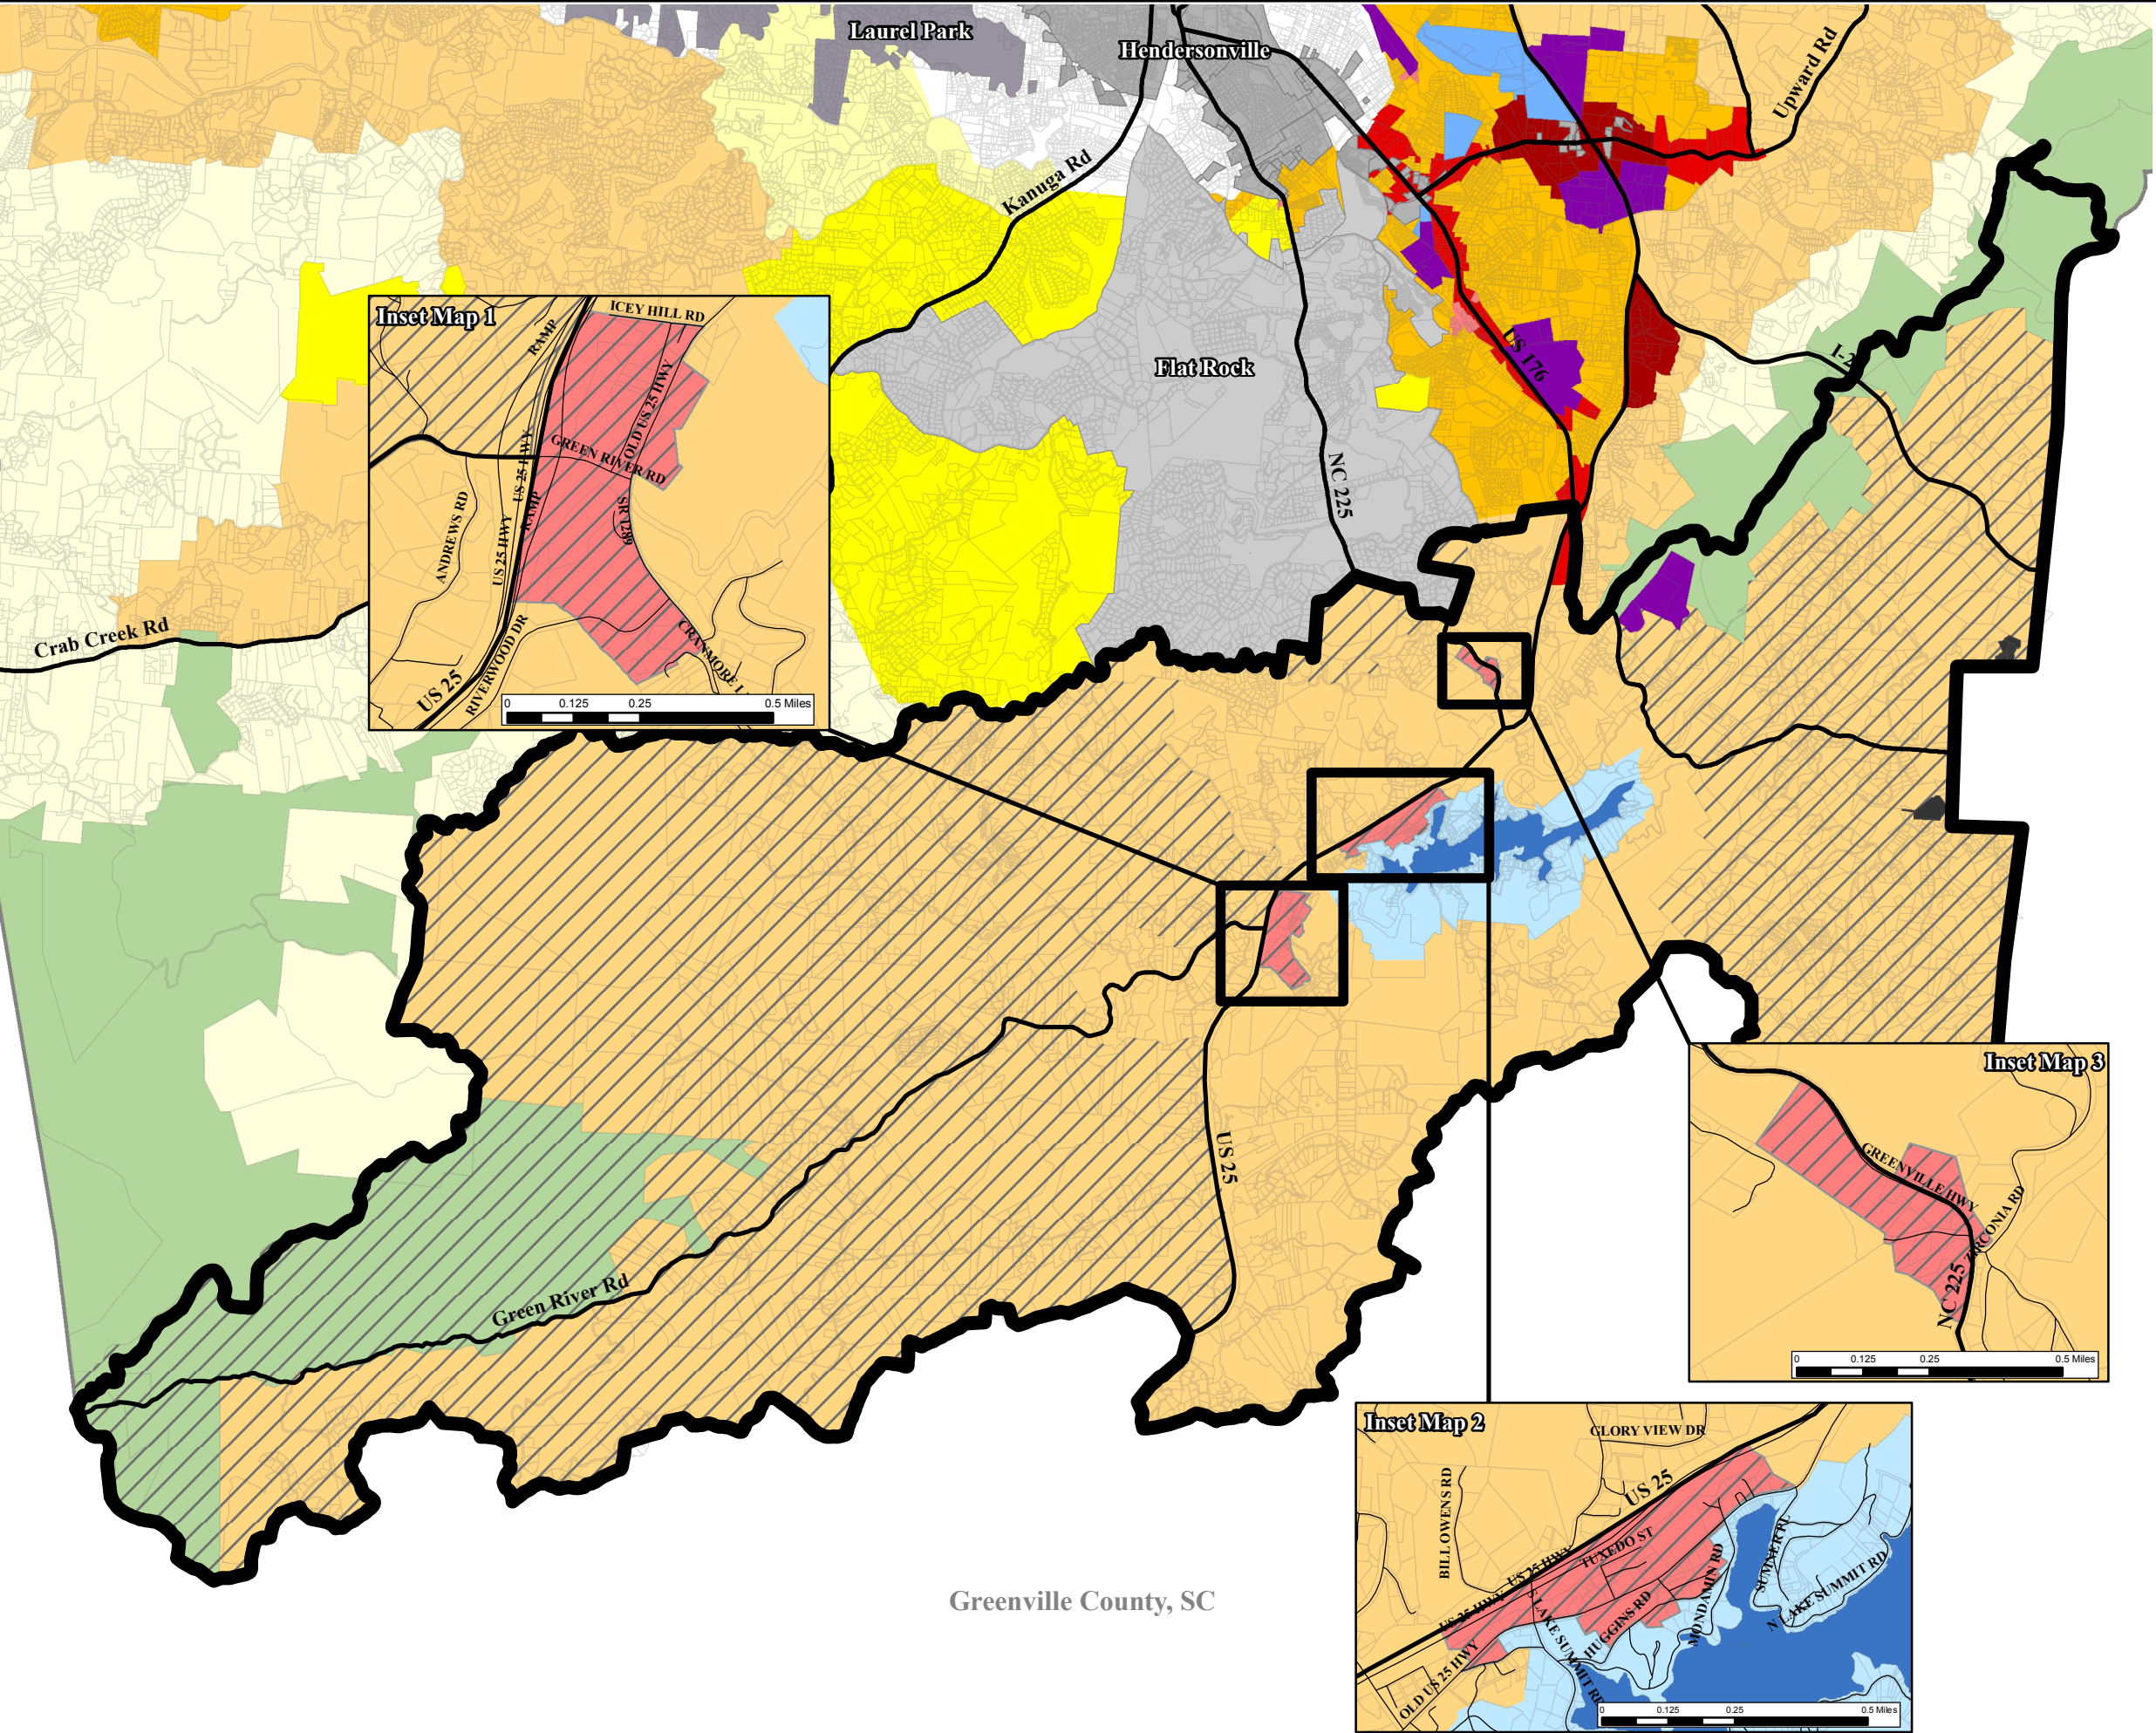 Laurel Park
Hendersonville
Upward Rd
Kanuga Rd
Flat Rock
US 176
NC 225
Crab Creek Rd
Inset Map 1
ICEY HILL RD
RAMP
OLD US 25 HWY
GREEN RIVER RD
US 25 HWY
RAMP
SR 1289
ANDREWS RD
US 25 HWY
RIVERWOOD DR
US 25
0 0.125 0.25 0.5 Miles
US 25
Green River Rd
Inset Map 3
GREENVILLE HWY
NC 225
0 0.125 0.25 0.5 Miles
Inset Map 2
GLORY VIEW DR
BILL OWENS RD
US 25
TUXEDO ST
US 25 HWY
US 25 HWY
SUMNER PL
N LAKE SUMMIT RD
MONDAMIN RD
HUGGINS RD
S LAKE SUMMIT RD
OLD US 25 HWY
0 0.125 0.25 0.5 Miles
Greenville County, SC